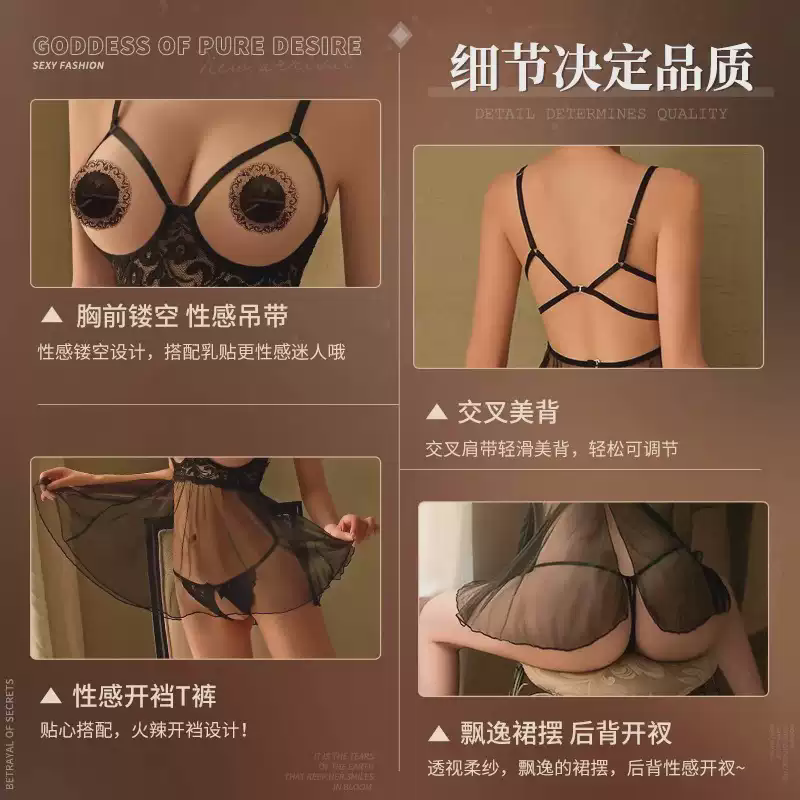 GODDESS OF PURE DESIRE
SEXY FASHION
new arrival
细节决定品质
DETAIL DETERMINES QUALITY
胸前镂空 性感吊带
性感镂空设计，搭配乳贴更性感迷人哦
交叉美背
交叉肩带轻滑美背，轻松可调节
性感开裆T裤
贴心搭配，火辣开裆设计！
飘逸裙摆 后背开衩
透视柔纱，飘逸的裙摆，后背性感开衩~
BETRAYAL OF SECRETS
IT IS THE TEARS
OF THE EARTH
THAT KEEP HER SMILES
IN BLOOM.